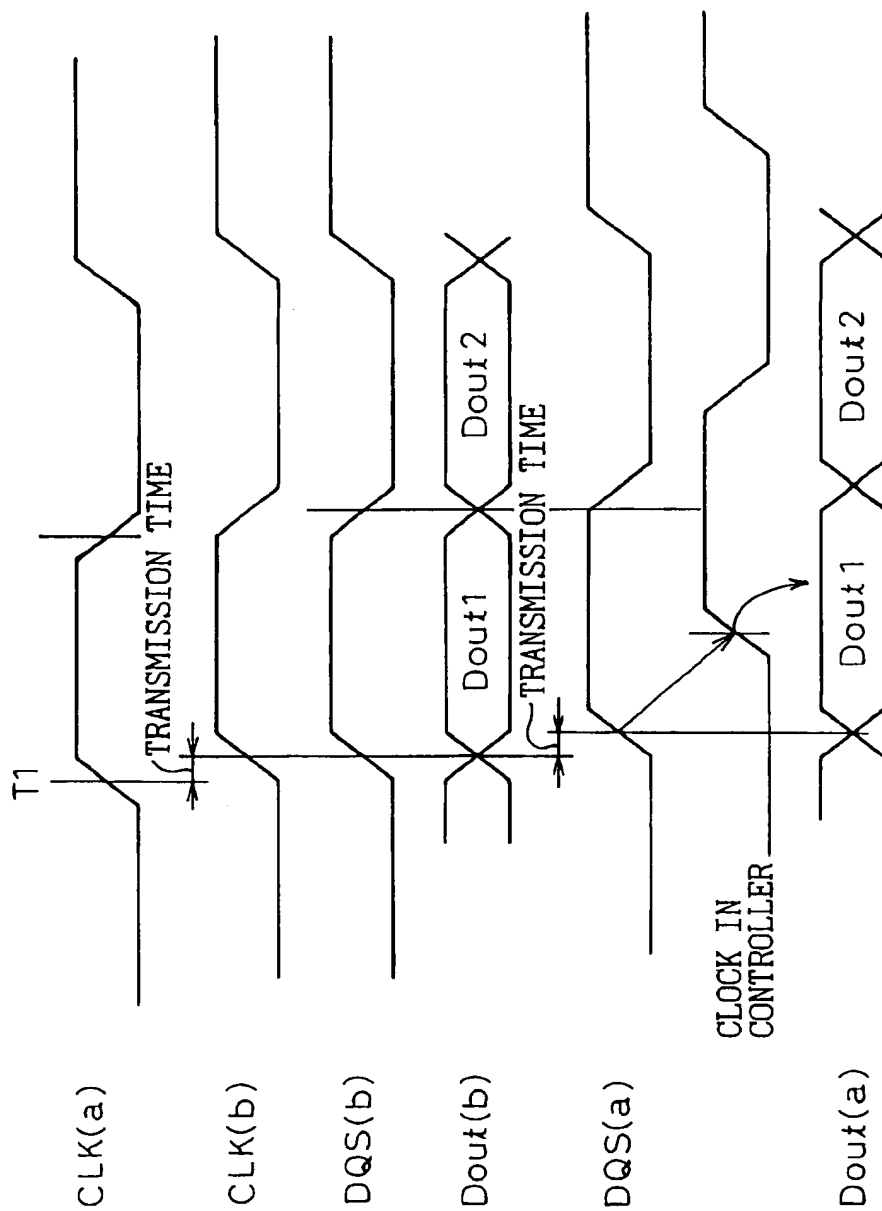 T1
CLK(a)
TRANSMISSION TIME
CLK(b)
DQS(b)
Dout(b)
Dout1
Dout2
TRANSMISSION TIME
DQS(a)
CLOCK IN
CONTROLLER
Dout(a)
Dout1
Dout2